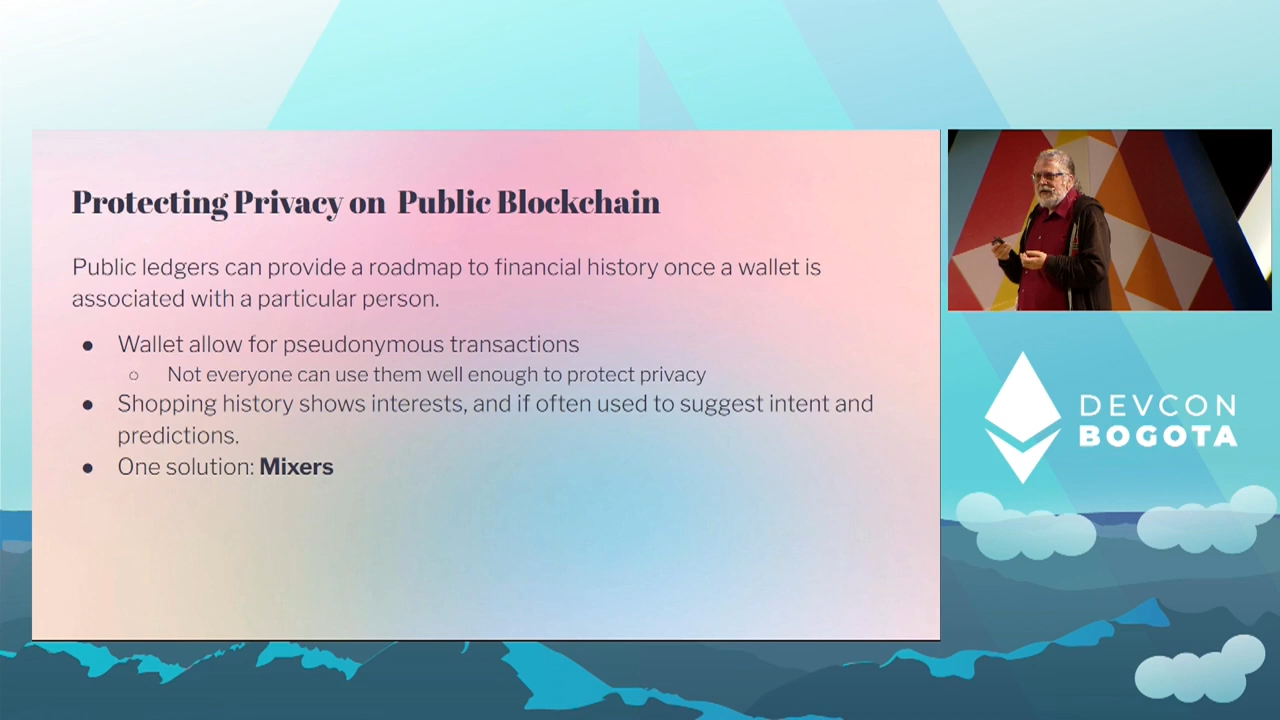 Protecting Privacy on Public Blockchain
Public ledgers can provide a roadmap to financial history once a wallet is
associated with a particular person.
● Wallet allow for pseudonymous transactions
○ Not everyone can use them well enough to protect privacy
● Shopping history shows interests, and if often used to suggest intent and
predictions.
● One solution: Mixers
DEVCON
BOGOTA